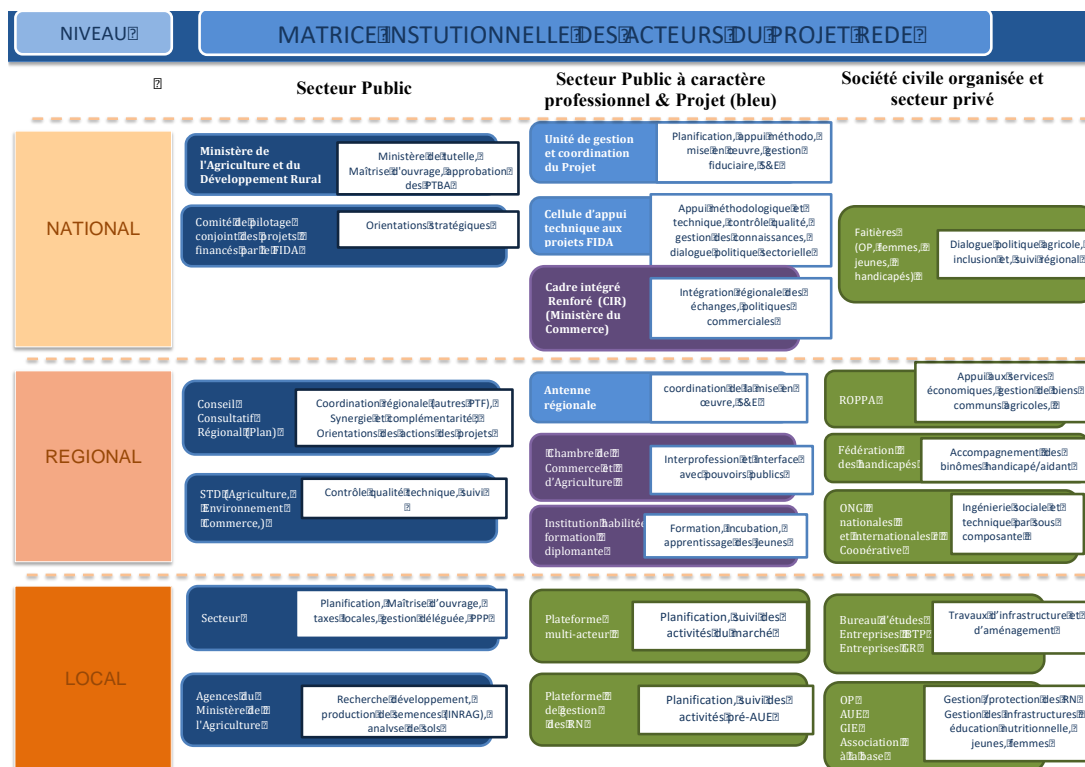 NIVEAU
MATRICE INSTUTIONNELLE DES ACTEURS DU PROJET REDE
Secteur Public
Secteur Public à caractère
professionnel & Projet (bleu)
Société civile organisée et
secteur privé
NATIONAL
Ministère de
l'Agriculture et du
Développement Rural
Ministère de tutelle,
Maîtrise d'ouvrage, approbation
des PTBA
Comité de pilotage
conjoint des projets
financés par le FIDA
Orientations stratégiques
Unité de gestion
et coordination
du Projet
Planification, appui méthodo,
mise en œuvre, gestion
fiduciaire, S&E
Cellule d'appui
technique aux
projets FIDA
Appui méthodologique et
technique, contrôle qualité,
gestion des connaissances,
dialogue politique sectorielle
Cadre intégré
Renforé (CIR)
(Ministère du
Commerce)
Intégration régionale des
échanges, politiques
commerciales
Faitières
(OP, femmes,
jeunes,
handicapés)
Dialogue politique agricole,
inclusion et, suivi régional
REGIONAL
Conseil
Consultatif
Régional (Plan)
Coordination régionale (autres PTF),
Synergie et complémentarité
Orientations des actions des projets
STD (Agriculture,
Environnement
Commerce,)
Contrôle qualité technique, suivi
Antenne
régionale
coordination de la mise en
œuvre, S&E
Chambre de
Commerce et
d'Agriculture
Interprofession et interface
avec pouvoirs publics
Institution habilitée
formation
diplomante
Formation, Incubation,
apprentissage des jeunes
ROPPA
Appui aux services
économiques, gestion de biens
communs agricoles,
Fédération
des handicapés
Accompagnement des
binômes handicapé/aidant
ONG
nationales
et Internationales
Coopérative
Ingénierie sociale et
technique par sous
composante
LOCAL
Secteur
Planification, Maîtrise d'ouvrage,
taxes locales, gestion déléguée, PPP
Agences du
Ministère de
l'Agriculture
Recherche développement,
production de semences (INRAG),
analyse de sols
Plateforme
multi-acteur
Planification, suivi des
activités du marché
Plateforme
de gestion
des RN
Planification, suivi des
activités pré-AUE
Bureau d'études
Entreprises BTP
Entreprises GR
Travaux d'infrastructure et
d'aménagement
OP
AUE
GIE
Association
à la base
Gestion/protection des RN
Gestion des Infrastructures
éducation nutritionnelle,
jeunes, femmes